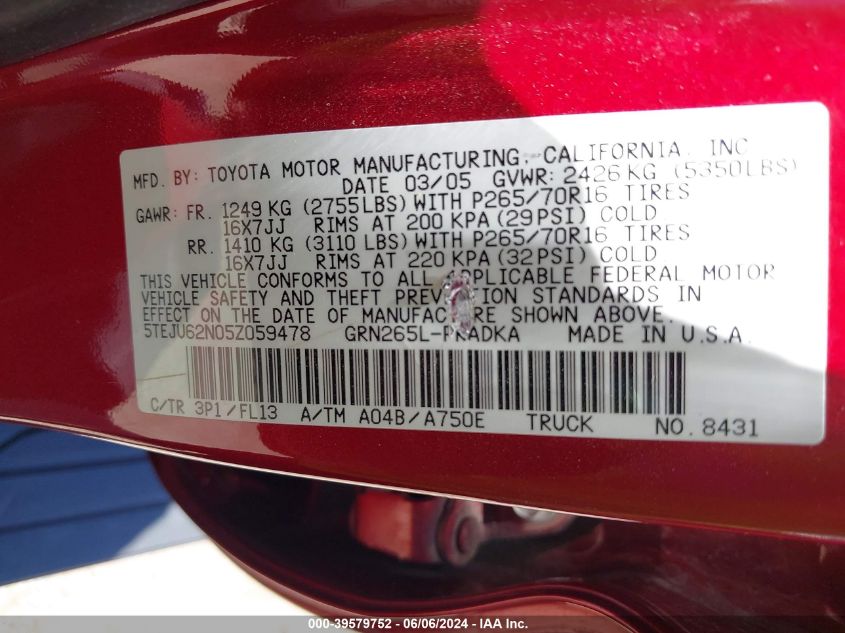 MFD. BY: TOYOTA MOTOR MANUFACTURING, CALIFORNIA, INC
DATE 03/05 GVWR: 2426 KG (5350LBS)
GAWR: FR. 1249 KG (2755LBS) WITH P265/70R16 TIRES
16X7JJ RIMS AT 200 KPA (29PSI) COLD
RR. 1410 KG (3110 LBS) WITH P265/70R16 TIRES
16X7JJ RIMS AT 220 KPA (32PSI) COLD
THIS VEHICLE CONFORMS TO ALL APPLICABLE FEDERAL MOTOR
VEHICLE SAFETY AND THEFT PREVENTION STANDARDS IN
EFFECT ON THE DATE OF MANUFACTURE SHOWN ABOVE.
5TEJU62N05Z059478 GRN265L-PKADKA MADE IN U.S.A.
C/TR 3P1/FL13 A/TM A04B/A750E TRUCK NO. 8431
000-39579752 - 06/06/2024 - IAA, Inc.